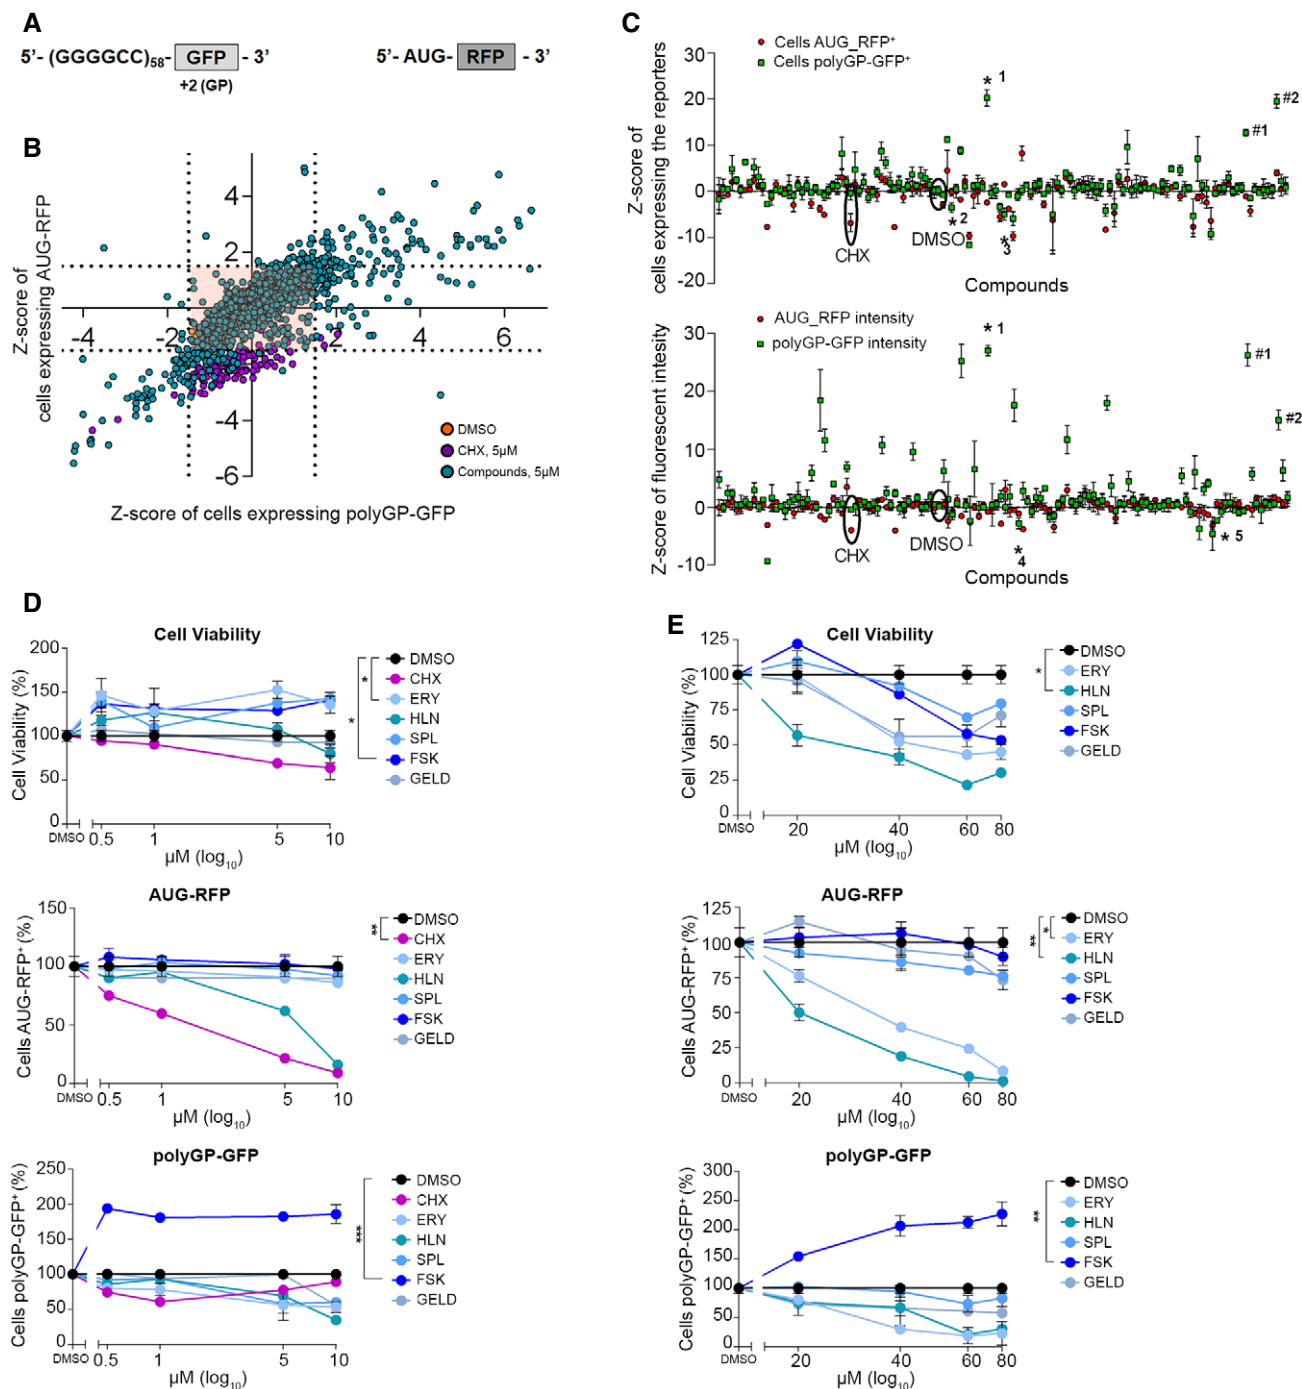 A
5'- (GGGGCC)58- GFP - 3'
+2 (GP)
5'- AUG- RFP - 3'
B
Z-score of
cells expressing AUG-RFP
4
2
-4
-2
2
4
6
-4
-6
DMSO
CHX, 5µM
Compounds, 5µM
Z-score of cells expressing polyGP-GFP
C
Cells AUG_RFP+
Cells polyGP-GFP+
Z-score of
cells expressing the reporters
30
20
10
0
-10
-20
* 1
#2
#1
* 2
*
3
CHX
DMSO
Compounds
AUG_RFP intensity
polyGP-GFP intensity
Z-score of fluorescent intesity
30
20
10
0
-10
* 1
#1
#2
CHX
DMSO
*
4
* 5
Compounds
D
Cell Viability
Cell Viability (%)
200
150
100
50
0
DMSO 0.5 1 5 10
µM (log10)
*
*
DMSO
CHX
ERY
HLN
SPL
FSK
GELD
AUG-RFP
Cells AUG-RFP+ (%)
150
100
50
0
DMSO 0.5 1 5 10
µM (log10)
**
DMSO
CHX
ERY
HLN
SPL
FSK
GELD
polyGP-GFP
Cells polyGP-GFP+ (%)
250
200
150
100
50
0
DMSO 0.5 1 5 10
µM (log10)
***
DMSO
CHX
ERY
HLN
SPL
FSK
GELD
E
Cell Viability
Cell Viability (%)
125
100
75
50
25
0
DMSO 20 40 60 80
µM (log10)
*
DMSO
ERY
HLN
SPL
FSK
GELD
AUG-RFP
Cells AUG-RFP+ (%)
125
100
75
50
25
0
DMSO 20 40 60 80
µM (log10)
**
*
DMSO
ERY
HLN
SPL
FSK
GELD
polyGP-GFP
Cells polyGP-GFP+ (%)
300
250
200
150
100
50
0
DMSO 20 40 60 80
µM (log10)
**
DMSO
ERY
HLN
SPL
FSK
GELD